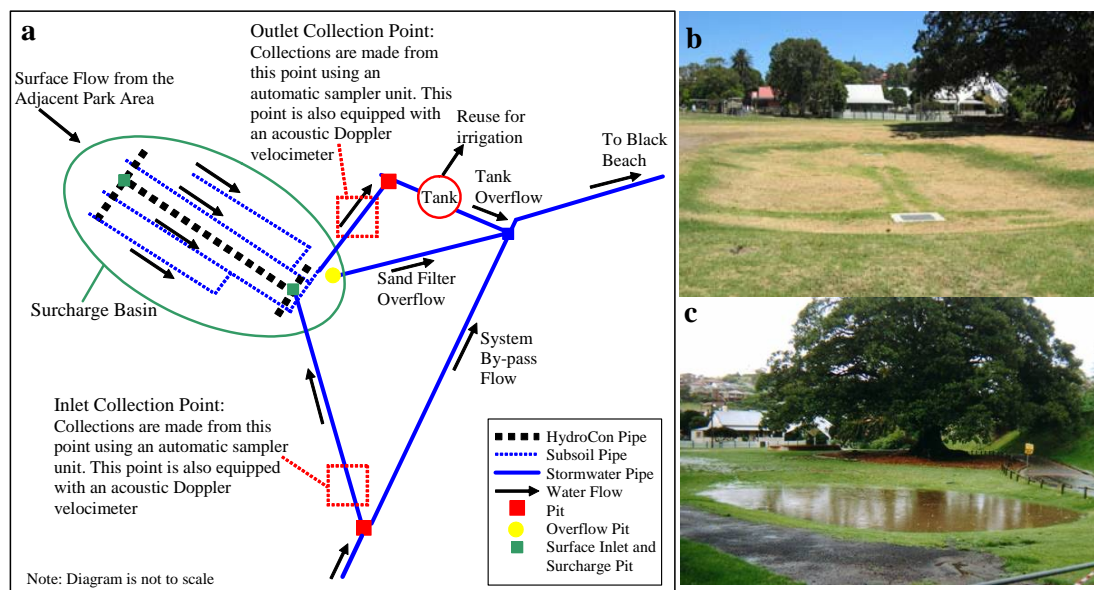 a
Outlet Collection Point:
Collections are made from
this point using an
automatic sampler unit. This
point is also equipped with
an acoustic Doppler
velocimeter
Surface Flow from the
Adjacent Park Area
Reuse for
irrigation
To Black
Beach
Tank
Tank
Overflow
Sand Filter
Overflow
Surcharge Basin
System
By-pass
Flow
Inlet Collection Point:
Collections are made from this
point using an automatic sampler
unit. This point is also equipped
with an acoustic Doppler
velocimeter
HydroCon Pipe
Subsoil Pipe
Stormwater Pipe
Water Flow
Pit
Overflow Pit
Surface Inlet and
Surcharge Pit
Note: Diagram is not to scale
b
c